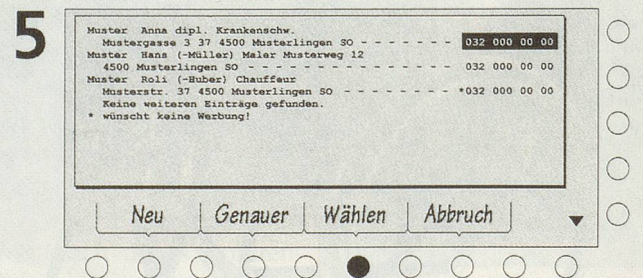 5
Muster Anna dipl. Krankenschw.
Mustergasse 3 37 4500 Musterlingen SO - - - - - - - 032 000 00 00
Muster Hans (-Müller) Maler Musterweg 12
4500 Musterlingen SO - - - - - - - - - - - - - - - - 032 000 00 00
Muster Roli (-Huber) Chauffeur
Musterstr. 37 4500 Musterlingen SO - - - - - - - - *032 000 00 00
Keine weiteren Einträge gefunden.
* wünscht keine Werbung!
Neu Genauer Wählen Abbruch